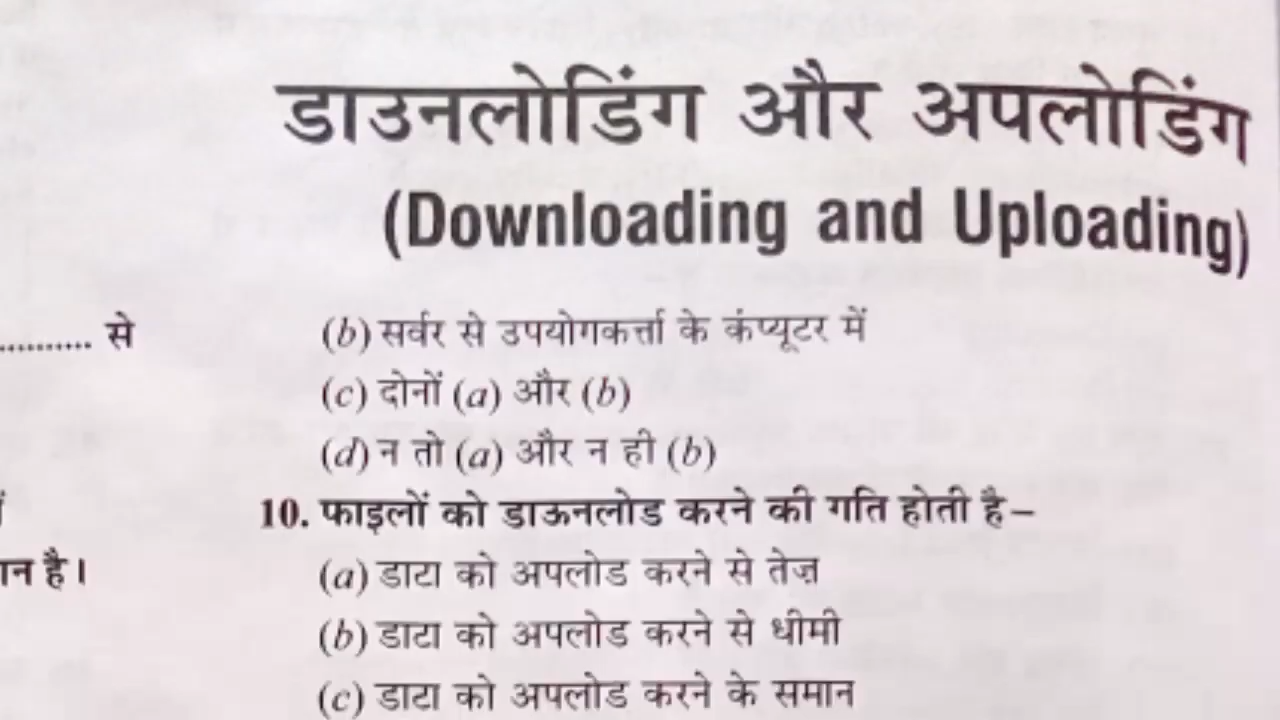 डाउनलोडिंग और अपलोडिंग
(Downloading and Uploading)
.......... से
है।
(b) सर्वर से उपयोगकर्त्ता के कंप्यूटर में
(c) दोनों (a) और (b)
(d) न तो (a) और न ही (b)
10. फाइलों को डाऊनलोड करने की गति होती है–
(a) डाटा को अपलोड करने से तेज़
(b) डाटा को अपलोड करने से धीमी
(c) डाटा को अपलोड करने के समान